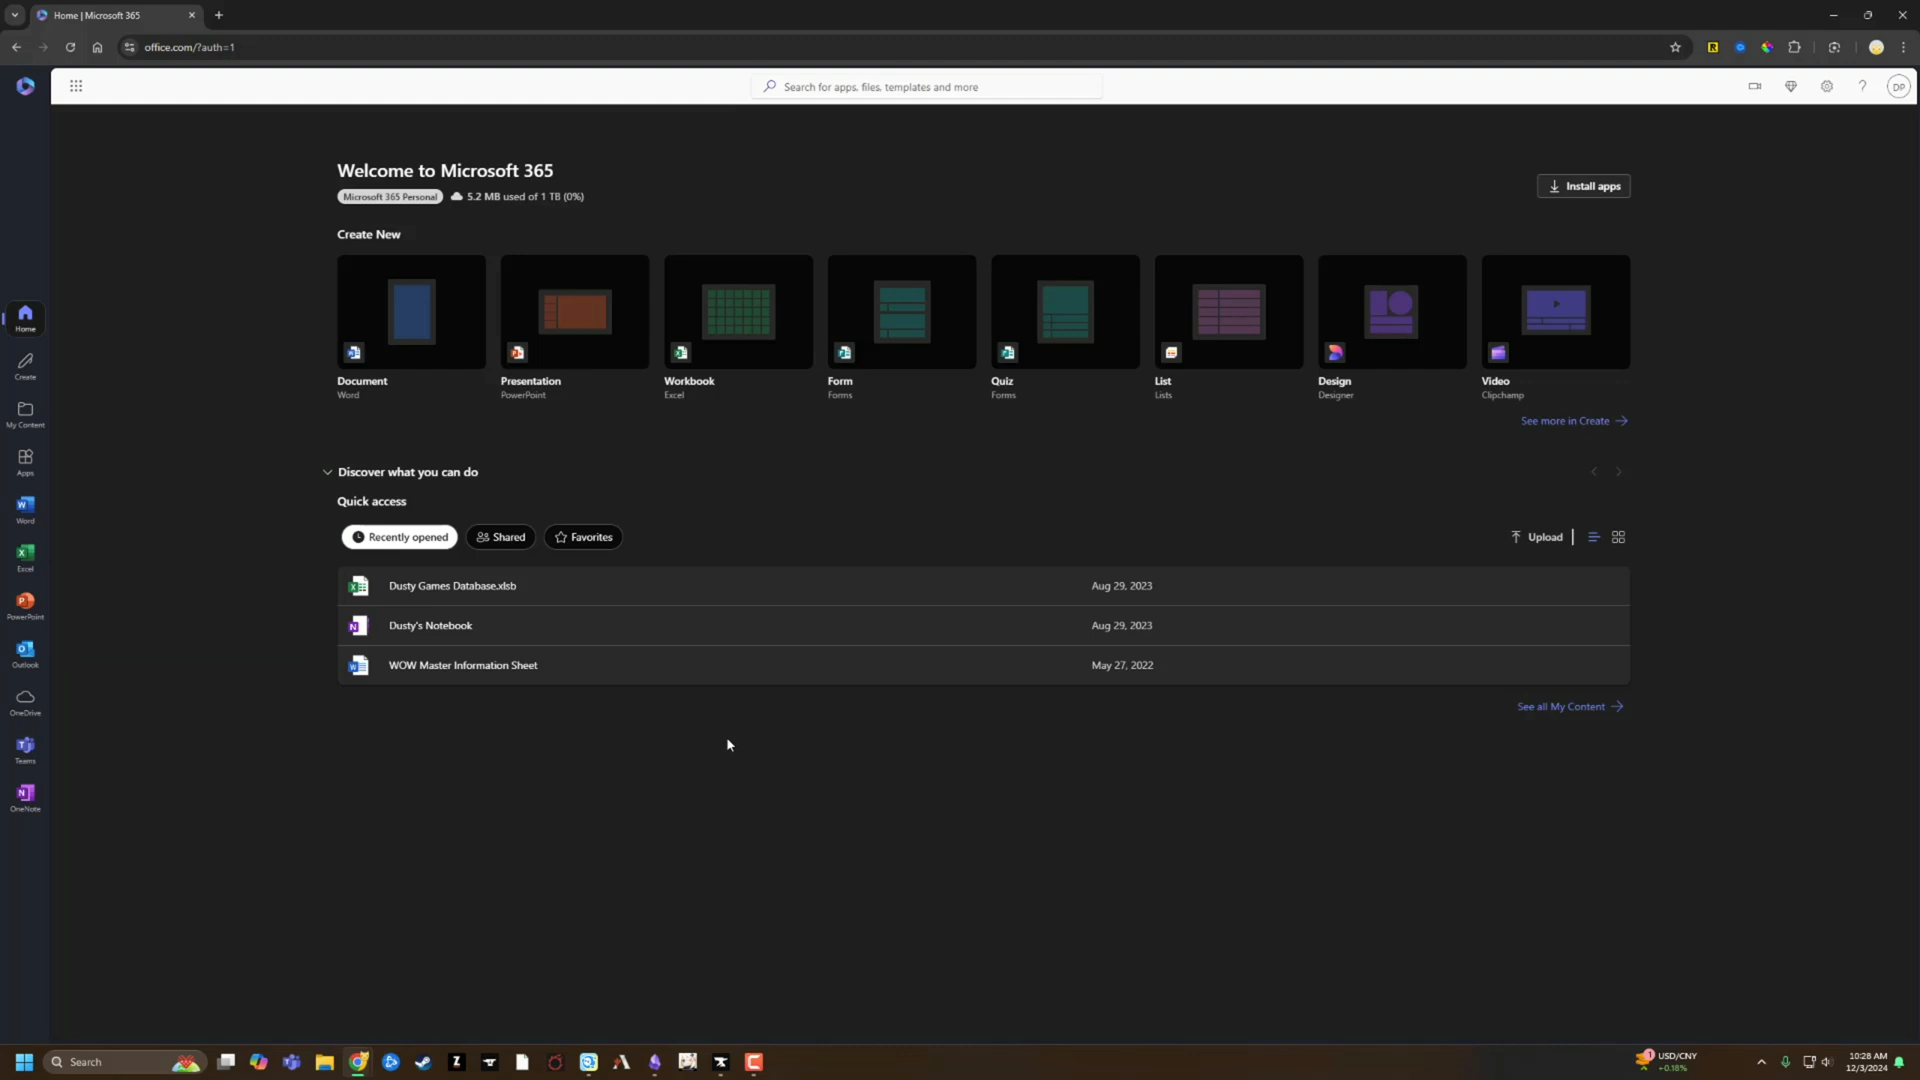 Home | Microsoft 365
office.com/?auth=1
Search for apps, files, templates and more
DP
Welcome to Microsoft 365
Microsoft 365 Personal
5.2 MB used of 1 TB (0%)
Install apps
Create New
Document
Word
Presentation
PowerPoint
Workbook
Excel
Form
Forms
Quiz
Forms
List
Lists
Design
Designer
Video
Clipchamp
See more in Create
Discover what you can do
Quick access
Recently opened
Shared
Favorites
Upload
Dusty Games Database.xlsb
Aug 29, 2023
Dusty's Notebook
Aug 29, 2023
WOW Master Information Sheet
May 27, 2022
See all My Content
Home
Create
My Content
Apps
Word
Excel
PowerPoint
Outlook
OneDrive
Teams
OneNote
Search
1
USD/CNY
+0.18%
10:28 AM
12/3/2024